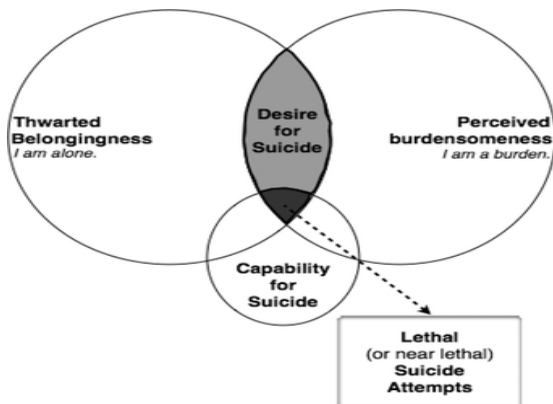 Thwarted
Belongingness
I am alone.
Desire
for
Suicide
Perceived
burdensomeness
I am a burden.
Capability
for
Suicide
Lethal
(or near lethal)
Suicide
Attempts